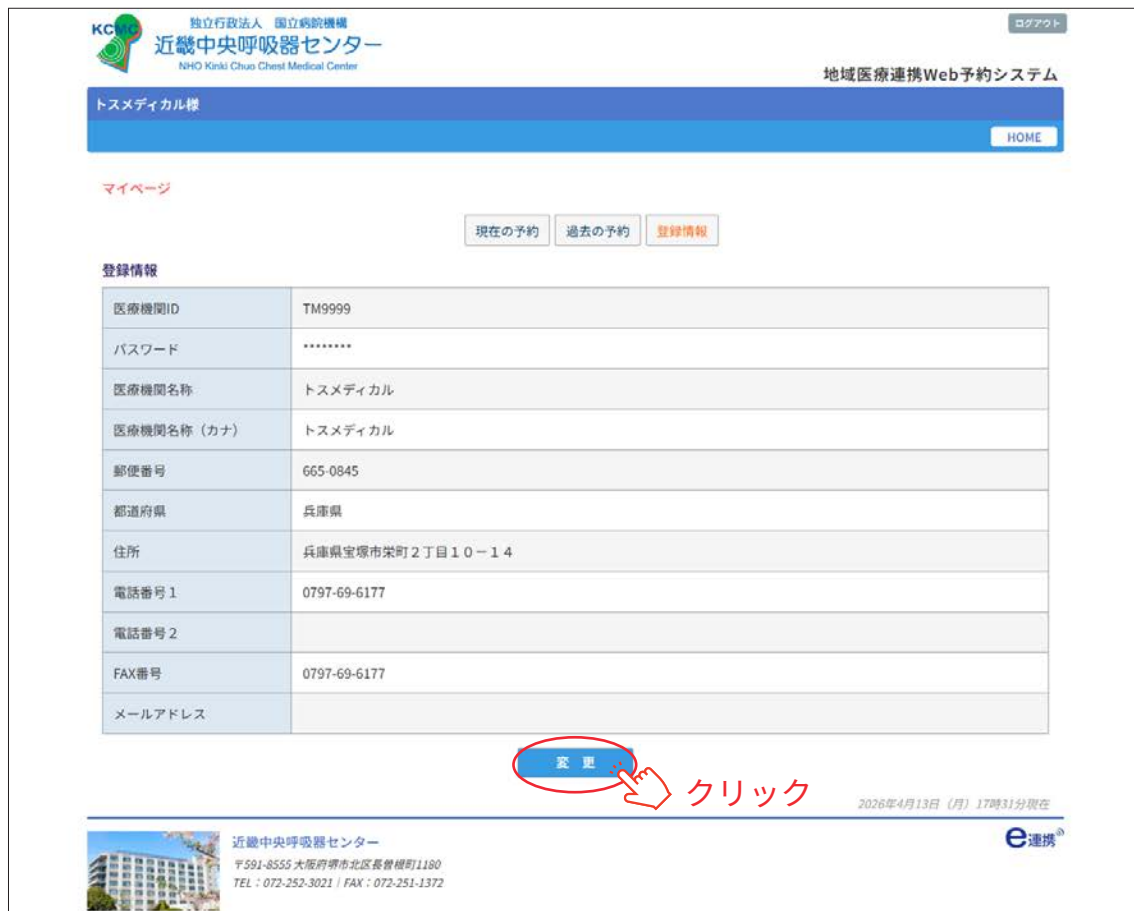 KCMC
独立行政法人 国立病院機構
近畿中央呼吸器センター
NHO Kinki Chuo Chest Medical Center
ログアウト
地域医療連携Web予約システム
トスメディカル様
HOME
マイページ
現在の予約 過去の予約 登録情報
登録情報
医療機関ID TM9999
パスワード ********
医療機関名称 トスメディカル
医療機関名称（カナ） トスメディカル
郵便番号 665-0845
都道府県 兵庫県
住所 兵庫県宝塚市栄町２丁目１０－１４
電話番号１ 0797-69-6177
電話番号２
FAX番号 0797-69-6177
メールアドレス
変 更
クリック
2026年4月13日（月）17時31分現在
近畿中央呼吸器センター
〒591-8555 大阪府堺市北区長曽根町1180
TEL：072-252-3021｜FAX：072-251-1372
e連携